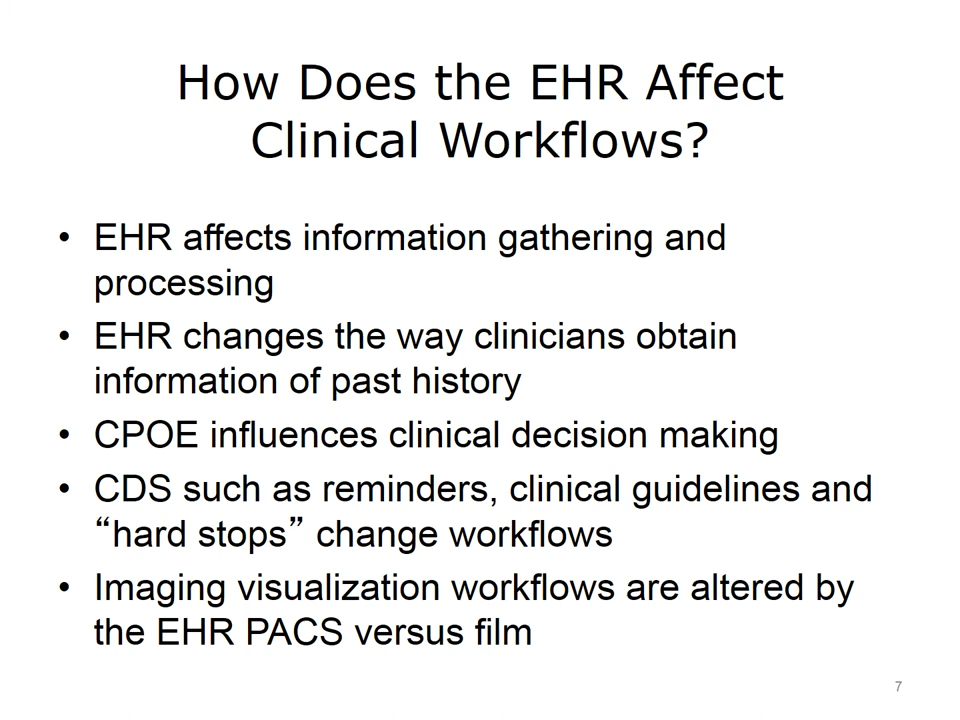 How Does the EHR Affect
Clinical Workflows?
• EHR affects information gathering and
processing
• EHR changes the way clinicians obtain
information of past history
• CPOE influences clinical decision making
• CDS such as reminders, clinical guidelines and
“hard stops” change workflows
• Imaging visualization workflows are altered by
the EHR PACS versus film
7